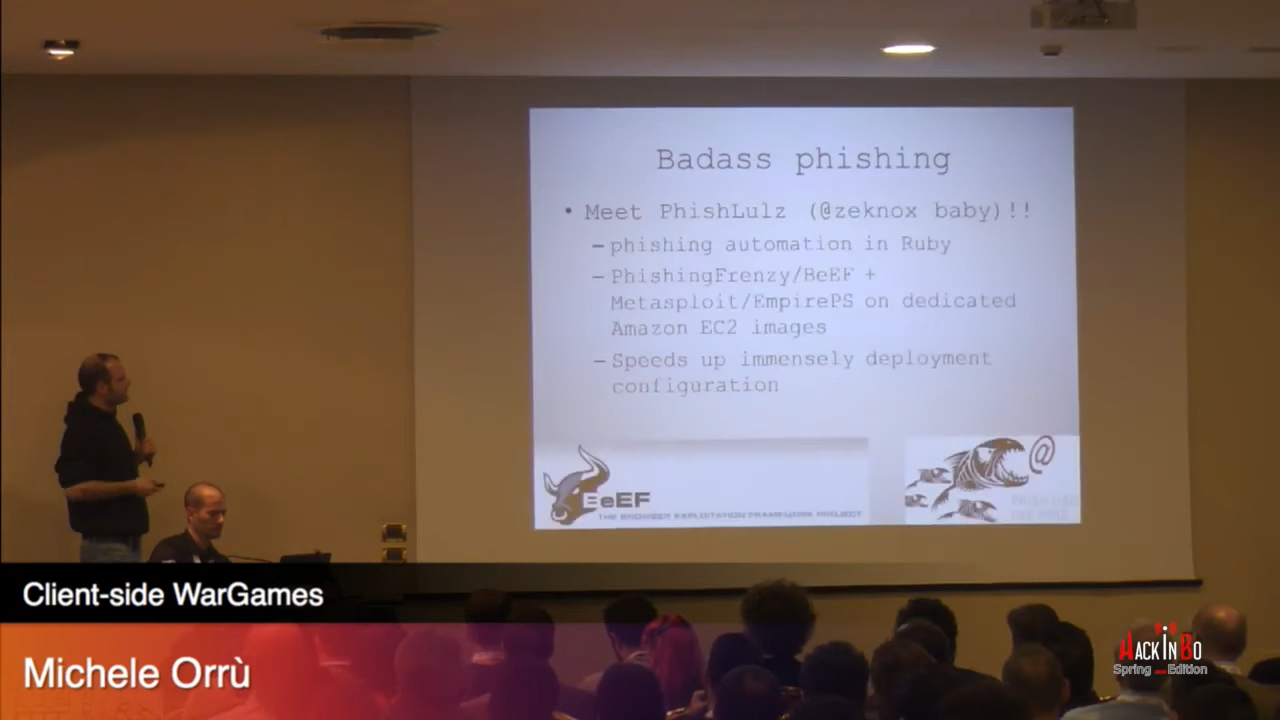 Badass phishing
• Meet PhishLulz (@zeknox baby)!!
– phishing automation in Ruby
– PhishingFrenzy/BeEF +
Metasploit/EmpirePS on dedicated
Amazon EC2 images
– Speeds up immensely deployment
configuration
BeEF
THE BROWSER EXPLOITATION FRAMEWORK PROJECT
@
Client-side WarGames
Michele Orrù
HACKINBO
Spring Edition